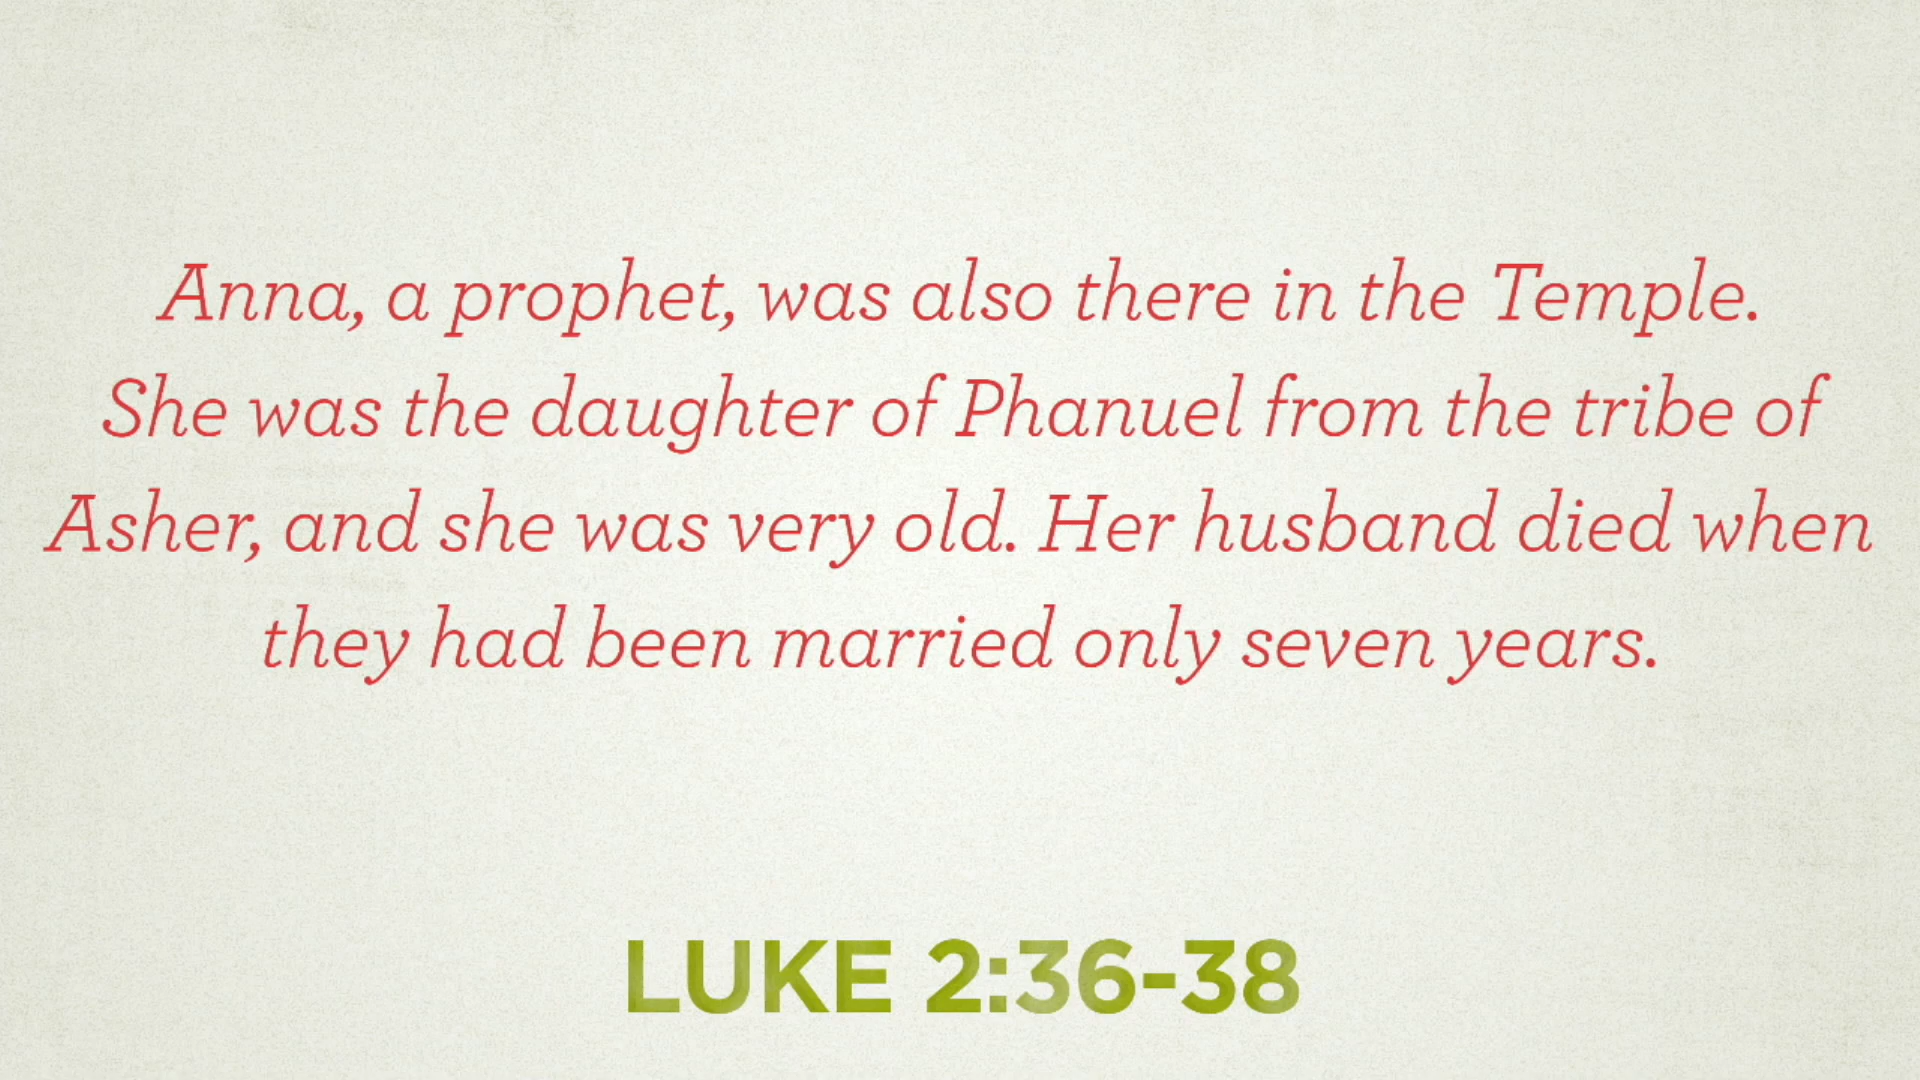 Anna, a prophet, was also there in the Temple.
She was the daughter of Phanuel from the tribe of
Asher, and she was very old. Her husband died when
they had been married only seven years.
LUKE 2:36-38